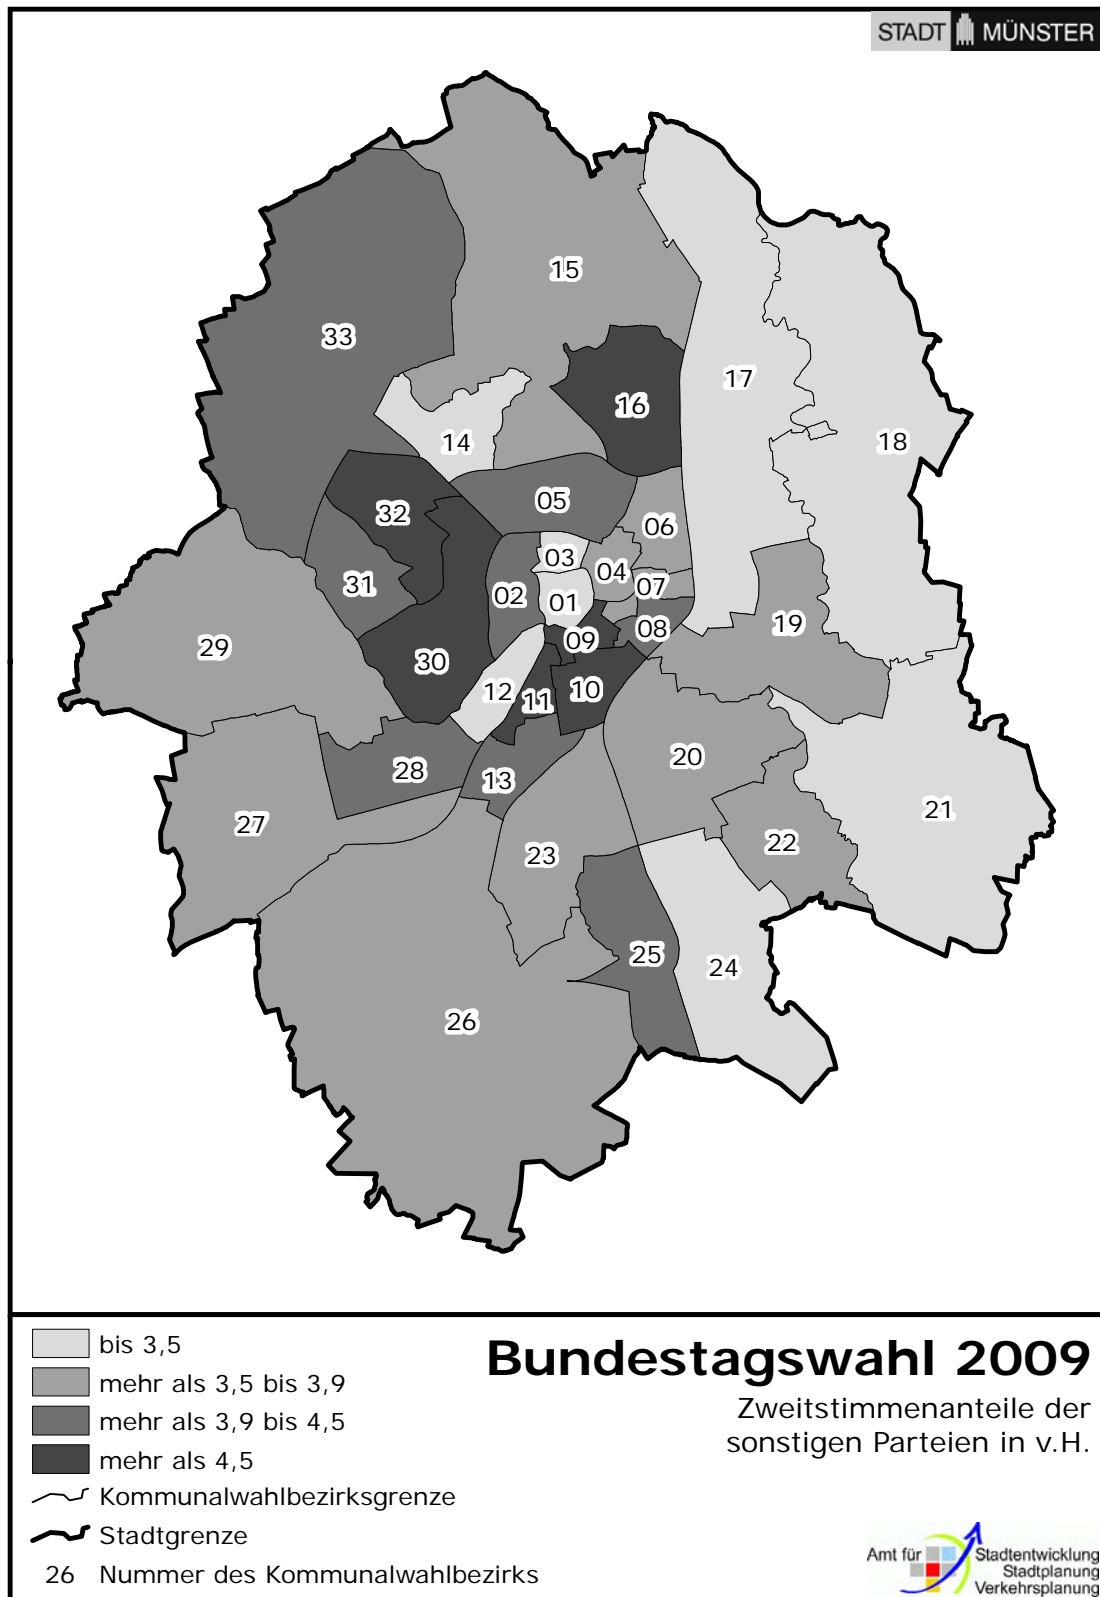 STADT MÜNSTER
15
33
17
16
14
18
05
32
06
03
04
31
07
02
01
19
08
09
29
30
12
10
11
20
28
13
21
27
22
23
25
24
26
bis 3,5
mehr als 3,5 bis 3,9
mehr als 3,9 bis 4,5
mehr als 4,5
Kommunalwahlbezirksgrenze
Stadtgrenze
26 Nummer des Kommunalwahlbezirks
Bundestagswahl 2009
Zweitstimmenanteile der
sonstigen Parteien in v.H.
Amt für Stadtentwicklung
Stadtplanung
Verkehrsplanung